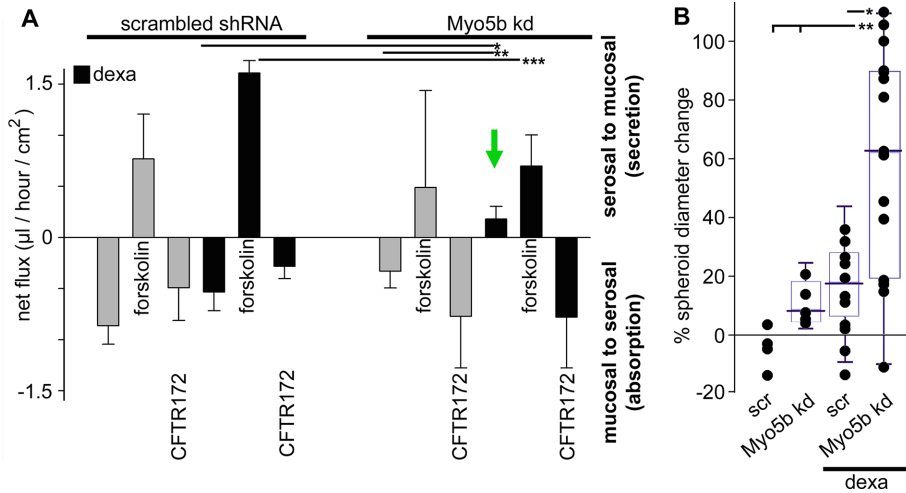 A
scrambled shRNA
Myo5b kd
*
**
***
dexa
net flux (µl / hour / cm²)
1.5
0
-1.5
forskolin
forskolin
forskolin
forskolin
CFTR172
CFTR172
CFTR172
CFTR172
serosal to mucosal
(secretion)
mucosal to serosal
(absorption)
B
*
**
% spheroid diameter change
100
80
60
40
20
0
-20
scr
Myo5b kd
scr
Myo5b kd
dexa